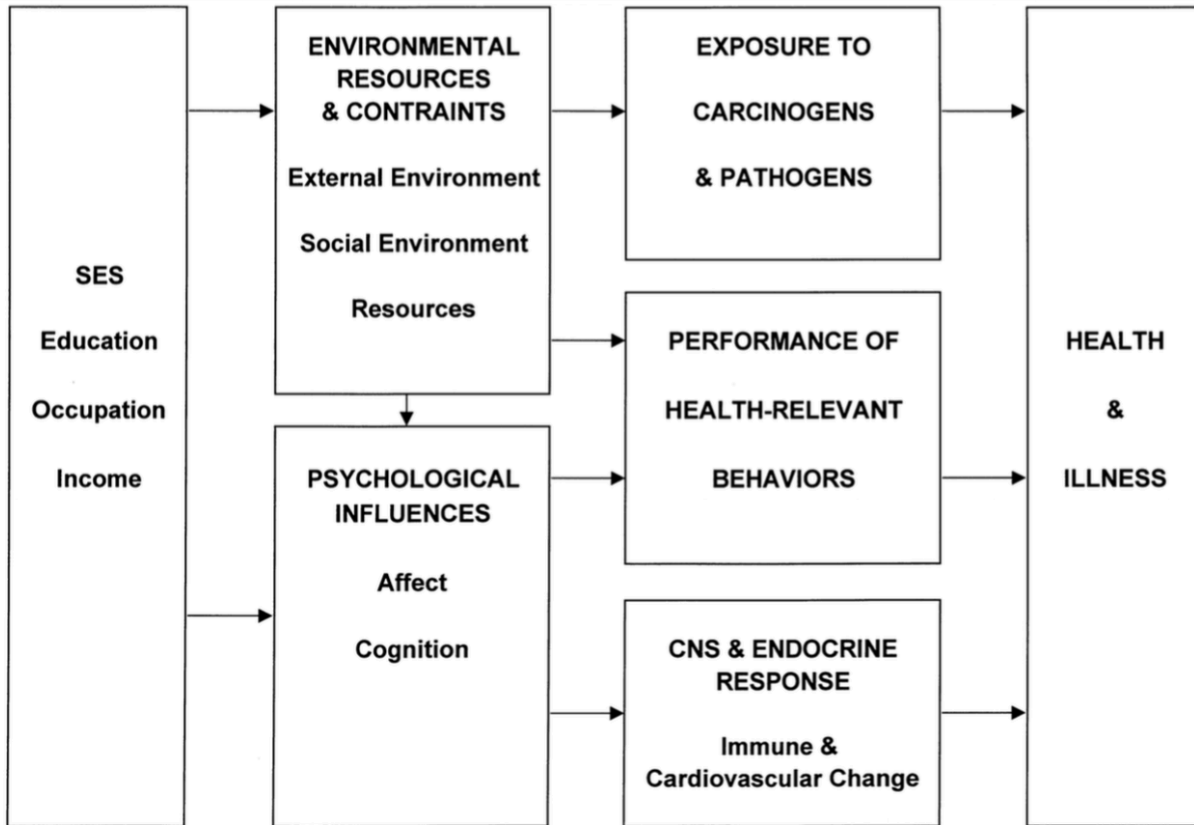 SES
Education
Occupation
Income
ENVIRONMENTAL
RESOURCES
& CONTRAINTS
External Environment
Social Environment
Resources
PSYCHOLOGICAL
INFLUENCES
Affect
Cognition
EXPOSURE TO
CARCINOGENS
& PATHOGENS
PERFORMANCE OF
HEALTH-RELEVANT
BEHAVIORS
CNS & ENDOCRINE
RESPONSE
Immune &
Cardiovascular Change
HEALTH
&
ILLNESS